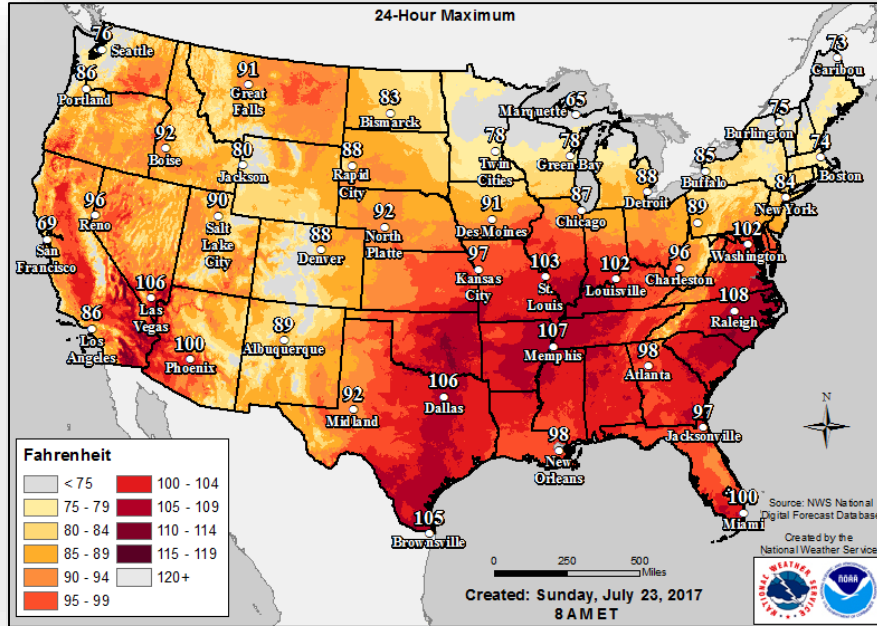 24-Hour Maximum
76
Seattle
86
Portland
91
Great
Falls
83
Bismarck
65
Marquette
73
Caribou
75
Burlington
74
Boston
92
Boise
80
Jackson
88
Rapid
City
78
Twin
Cities
78
Green Bay
85
Buffalo
88
Detroit
84
New York
96
Reno
90
Salt
Lake
City
92
North
Platte
91
Des Moines
87
Chicago
89
69
San
Francisco
88
Denver
97
Kansas
City
103
St.
Louis
102
Louisville
96
Charleston
102
Washington
106
Las
Vegas
108
Raleigh
86
Los
Angeles
100
Phoenix
89
Albuquerque
107
Memphis
98
Atlanta
92
Midland
106
Dallas
98
New
Orleans
97
Jacksonville
105
Brownsville
100
Miami
Fahrenheit
< 75
75 - 79
80 - 84
85 - 89
90 - 94
95 - 99
100 - 104
105 - 109
110 - 114
115 - 119
120+
0 250 500
Miles
Created: Sunday, July 23, 2017
8 AM ET
N
Source: NWS National
Digital Forecast Database
Created by the
National Weather Service
NATIONAL WEATHER SERVICE
NOAA